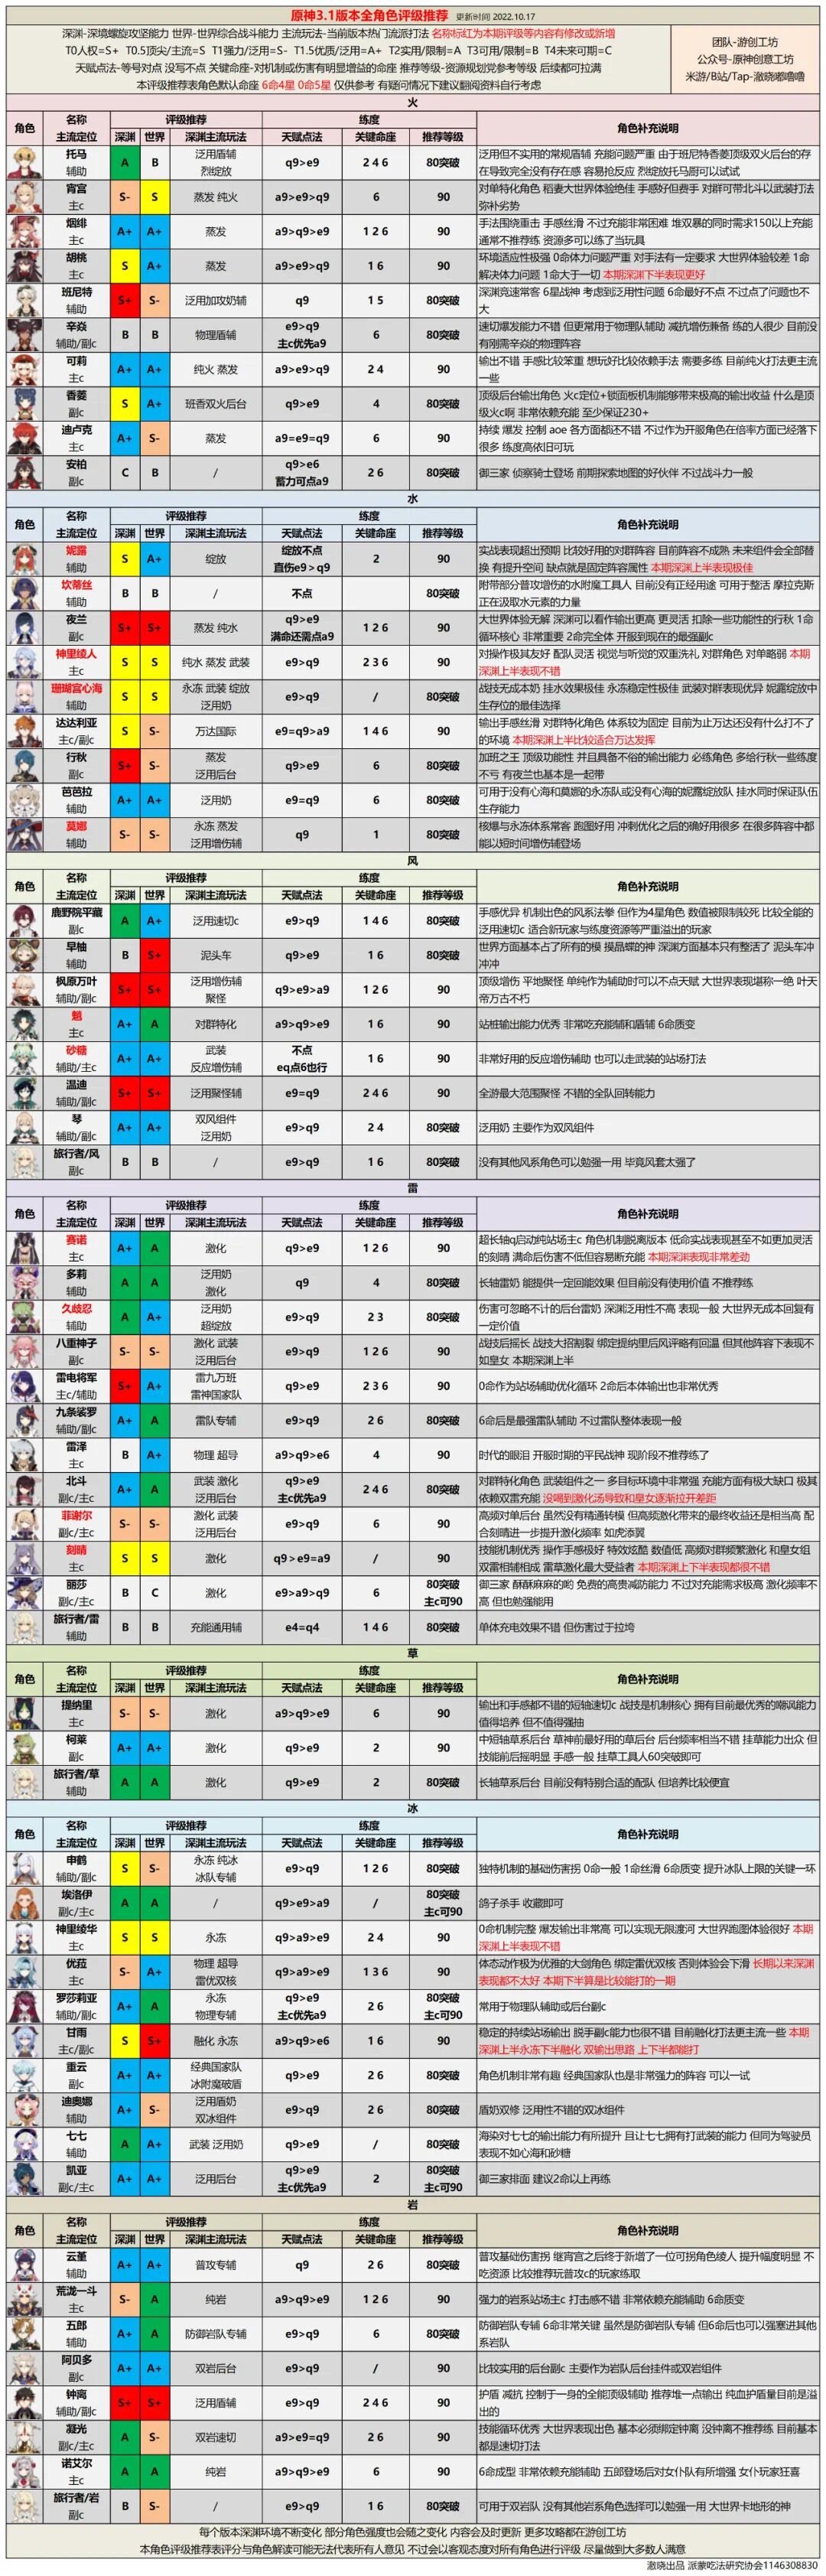 原神3.1版本全角色评级推荐 更新时间 2022.10.17
深渊-深境螺旋攻坚能力 世界-世界综合战斗能力 主流玩法-当前版本热门流派打法 名称标红为本期评级等内容有修改或新增
T0人权=S+ T0.5顶尖/主流=S T1强力/泛用=S- T1.5优质/泛用=A+ T2实用/限制=A T3可用/限制=B T4未来可期=C
天赋点法-等号对点 没写不点 关键命座-对机制或伤害有明显增益的命座 推荐等级-资源规划党参考等级 后续都可拉满
本评级推荐表角色默认命座 6命4星 0命5星 仅供参考 有疑问情况下建议翻阅资料自行考虑
团队-游创工坊
公众号-原神创意工坊
米游/B站/Tap-澈晓嘟噜噜
火
角色 名称 主流定位 评级推荐 深渊 世界 深渊主流玩法 练度 天赋点法 关键命座 推荐等级 角色补充说明
托马 辅助 A B 泛用盾辅 烈绽放 q9>e9 2 4 6 80突破 泛用但不实用的常规盾辅 充能问题严重 由于班尼特香菱顶级双火后台的存
在导致完全没有存在感 容易抢反应 烈绽放托马厨可以试试
宵宫 主c S- S 蒸发 纯火 a9>e9>q9 6 90 对单特化角色 稻妻大世界体验绝佳 手感好但费手 对群可带北斗以武装打法
弥补劣势
烟绯 主c A+ A+ 蒸发 a9>q9>e9 1 2 6 90 手法围绕重击 手感丝滑 不过充能非常困难 堆双暴的同时需求150以上充能
通常不推荐练 资源多可以练了当玩具
胡桃 主c S A+ 蒸发 a9>e9>q9 1 6 90 环境适应性极强 0命体力问题严重 对手法有一定要求 大世界体验较差 1命
解决体力问题 1命大于一切 本期深渊下半表现更好
班尼特 辅助 S+ S- 泛用加攻奶辅 q9 1 5 80突破 深渊竞速常客 6星战神 考虑到泛用性问题 6命最好不点 不过点了问题也不
大
辛焱 辅助/副c B B 物理盾辅 e9>q9 主c优先a9 6 80突破 速切爆发能力不错 但更常用于物理队辅助 减抗增伤兼备 练的人很少 目前没
有刚需辛焱的物理阵容
可莉 主c A+ A+ 纯火 蒸发 a9>e9>q9 2 4 90 输出不错 手感比较笨重 想玩好比较依赖手法 需要多练 目前纯火打法更主流
一些
香菱 副c S A+ 班香双火后台 q9>e9 4 80突破 顶级后台输出角色 火c定位+锁面板机制能够带来极高的输出收益 什么是顶
级火c啊 非常依赖充能 至少保证230+
迪卢克 主c A+ S- 蒸发 a9=e9=q9 6 90 持续 爆发 控制 aoe 各方面都还不错 不过作为开服角色在倍率方面已经落下
很多 练度高依旧可玩
安柏 副c C B / q9>e6 蓄力可点a9 2 6 80突破 御三家 侦察骑士登场 前期探索地图的好伙伴 不过战斗力一般
水
角色 名称 主流定位 评级推荐 深渊 世界 深渊主流玩法 练度 天赋点法 关键命座 推荐等级 角色补充说明
妮露 辅助 S A+ 绽放 绽放不点 直伤e9>q9 2 90 实战表现超出预期 比较好用的对群阵容 目前阵容不成熟 未来组件会全部替
换 有提升空间 缺点就是固定阵容属性 本期深渊上半表现极佳
坎蒂丝 辅助 B B / 不点 80突破 附带部分普攻增伤的水附魔工具人 目前没有正经用途 可用于整活 摩拉克斯
正在汲取水元素的力量
夜兰 副c S+ S+ 蒸发 纯水 q9>e9 满命还需点a9 1 2 6 90 大世界体验无解 深渊可以看作输出更高 更灵活 扣除一些功能性的行秋 1命
循环核心 非常重要 2命完全体 开服到现在的最强副c
神里绫人 主c S S 纯水 蒸发 武装 e9>q9 2 3 6 90 对操作极其友好 配队灵活 视觉与听觉的双重洗礼 对群角色 对单略弱 本期
深渊上半表现不错
珊瑚宫心海 辅助 S S 永冻 武装 绽放 泛用奶 e9>q9 / 80突破 战技无成本奶 挂水效果极佳 永冻稳定性极佳 武装对群表现优异 妮露绽放中
生存位的最佳选择
达达利亚 主c/副c S S- 万达国际 e9=q9>a9 1 4 6 90 输出手感丝滑 对群特化角色 体系较为固定 目前为止万达还没有什么打不了
的环境 本期深渊上半比较适合万达发挥
行秋 副c S+ S- 蒸发 泛用后台 q9>e9 6 80突破 加班之王 顶级功能性 并且具备不俗的输出能力 必练角色 多给行秋一些练度
不亏 有夜兰也基本是一起带
芭芭拉 辅助 A+ A+ 泛用奶 e9=q9 6 80突破 可用于没有心海和莫娜的永冻队或没有心海的妮露绽放队 挂水同时保证队伍
生存能力
莫娜 辅助 S- S- 永冻 蒸发 泛用增伤辅 q9 1 80突破 核爆与永冻体系常客 跑图好用 冲刺优化之后的确好用很多 在很多阵容中都
能以短时间增伤辅登场
风
角色 名称 主流定位 评级推荐 深渊 世界 深渊主流玩法 练度 天赋点法 关键命座 推荐等级 角色补充说明
鹿野院平藏 副c A A+ 泛用速切c e9>q9 1 4 6 80突破 手感优异 机制出色的风系法拳 但作为4星角色 数值被限制较死 比较全能的
泛用速切c 适合新玩家与练度资源等严重溢出的玩家
早柚 辅助 B S+ 泥头车 q9>e9 1 6 80突破 世界方面基本占了所有的模 摸晶蝶的神 深渊方面基本只有整活了 泥头车冲
冲冲
枫原万叶 辅助/副c S+ S+ 泛用增伤辅 聚怪 q9>e9>a9 1 2 6 90 顶级增伤 平地聚怪 单纯作为辅助时可以不点天赋 大世界表现堪称一绝 叶天
帝万古不朽
魈 主c A+ A 对群特化 a9>q9>e9 1 6 90 站桩输出能力优秀 非常吃充能辅和盾辅 6命质变
砂糖 辅助/主c A+ A+ 武装 反应增伤辅 不点 eq点6也行 1 6 90 非常好用的反应增伤辅助 也可以走武装的站场打法
温迪 辅助/副c S+ S+ 泛用聚怪辅 e9=q9 2 4 6 90 全游最大范围聚怪 不错的全队回转能力
琴 辅助/副c A+ A+ 双风组件 泛用奶 e9>q9 2 4 80突破 泛用奶 主要作为双风组件
旅行者/风 副c B B / e9>q9 1 6 80突破 没有其他风系角色可以勉强一用 毕竟风套太强了
雷
角色 名称 主流定位 评级推荐 深渊 世界 深渊主流玩法 练度 天赋点法 关键命座 推荐等级 角色补充说明
赛诺 主c A+ A 激化 q9>e9 1 2 6 90 超长轴q启动纯站场主c 角色机制脱离版本 低命实战表现甚至不如更加灵活
的刻晴 满命后伤害不低但容易断充能 本期深渊表现非常差劲
多莉 辅助 A A 泛用奶 激化 q9 4 80突破 长轴雷奶 能提供一定回能效果 但目前没有使用价值 不推荐练
久歧忍 辅助 A A+ 泛用奶 超绽放 e9>q9 2 3 80突破 伤害可忽略不计的后台雷奶 深渊泛用性不高 表现一般 大世界无成本回复有
一定价值
八重神子 副c S- S- 激化 武装 泛用后台 e9>q9 1 2 6 90 战技后摇长 战技大招割裂 绑定提纳里后风评略有回温 但其他阵容下表现不
如皇女 本期深渊上半
雷电将军 主c/辅助 S+ A+ 雷九万班 雷神国家队 q9>e9 2 3 6 90 0命作为站场辅助优化循环 2命后本体输出也非常优秀
九条裟罗 辅助/副c A+ A 雷队专辅 e9>q9 2 6 80突破 6命后是最强雷队辅助 不过雷队整体表现一般
雷泽 主c B A+ 物理 超导 a9>q9>e6 4 90 时代的眼泪 开服时期的平民战神 现阶段不推荐练了
北斗 副c/主c A+ A 武装 激化 泛用后台 q9>e9 主c优先a9 2 4 6 80突破 对群特化角色 武装组件之一 多目标环境中非常强 充能方面有极大缺口 极其
依赖双雷充能 没喝到激化汤导致和皇女逐渐拉开差距
菲谢尔 副c/主c S- S- 激化 武装 泛用后台 e9>q9 6 90 高频对单后台 虽然没有精通转模 但高频激化带来的最终收益还是相当高 配
合刻晴进一步提升激化频率 如虎添翼
刻晴 主c S S 激化 q9>e9=a9 / 90 技能机制优秀 操作手感极好 特效炫酷 数值低 高频对群频繁激化 和皇女组
双雷相辅相成 雷草激化最大受益者 本期深渊上下半表现都很不错
丽莎 副c/主c B C 激化 e9>a9>q9 6 80突破 主c可90 御三家 酥酥麻麻的哟 免费的高贵减防能力 不过对充能需求极高 激化频率不
高 但也勉强能用
旅行者/雷 辅助 B B 充能通用辅 e4=q4 1 4 6 80突破 单体充电效果不错 但伤害过于拉垮
草
角色 名称 主流定位 评级推荐 深渊 世界 深渊主流玩法 练度 天赋点法 关键命座 推荐等级 角色补充说明
提纳里 主c S- S- 激化 a9>q9>e9 6 90 输出和手感都不错的短轴速切c 战技是机制核心 拥有目前最优秀的嘲讽能力
值得培养 但不值得强抽
柯莱 副c A+ A+ 激化 q9>e9 2 90 中短轴草系后台 草神前最好用的草后台 后台频率相当不错 挂草能力出众 但
技能前后摇明显 手感一般 挂草工具人60突破即可
旅行者/草 辅助 A A 激化 q9>e9 2 80突破 长轴草系后台 目前没有特别合适的配队 但培养比较便宜
冰
角色 名称 主流定位 评级推荐 深渊 世界 深渊主流玩法 练度 天赋点法 关键命座 推荐等级 角色补充说明
申鹤 辅助/副c S S- 永冻 纯冰 冰队专辅 e9>q9 1 2 6 80突破 独特机制的基础伤害拐 0命一般 1命丝滑 6命质变 提升冰队上限的关键一环
埃洛伊 副c/主c A A / q9>e9>a9 / 80突破 主c可90 鸽子杀手 收藏即可
神里绫华 主c S S 永冻 q9>a9>e9 2 4 90 0命机制完整 爆发输出非常高 可以实现无限渡河 大世界跑图体验很好 本期
深渊上半表现不错
优菈 主c S- A+ 物理 超导 雷优双核 q9>a9>e9 1 3 6 90 体态动作极为优雅的大剑角色 绑定雷优双核 否则体验会下滑 长期以来深渊
表现都不太好 本期下半算是比较能打的一期
罗莎莉亚 辅助/副c A+ A 永冻 物理专辅 q9>e9 主c优先a9 2 6 80突破 主c可90 常用于物理队辅助或后台副c
甘雨 主c/副c S S+ 融化 永冻 a9>q9>e6 1 6 90 稳定的持续站场输出 脱手副c能力也很不错 目前融化打法更主流一些 本期
深渊上半永冻下半融化 双输出思路 上下半都能打
重云 副c A+ A+ 经典国家队 冰附魔破盾 q9>e9 2 6 80突破 角色机制非常有趣 经典国家队也是非常强力的阵容 可以一试
迪奥娜 辅助 A+ S- 泛用盾奶 双冰组件 e9>q9 2 6 80突破 盾奶双修 泛用性不错的双冰组件
七七 辅助 A A+ 武装 泛用奶 q9>e9 / 80突破 海染对七七的输出能力有所提升 且让七七拥有打武装的能力 但同为驾驶员
表现不如心海和砂糖
凯亚 副c/主c A+ A+ 泛用后台 q9>e9 主c优先a9 2 80突破 主c可90 御三家排面 建议2命以上再练
岩
角色 名称 主流定位 评级推荐 深渊 世界 深渊主流玩法 练度 天赋点法 关键命座 推荐等级 角色补充说明
云堇 辅助 A+ A+ 普攻专辅 q9 2 6 80突破 普攻基础伤害拐 继宵宫之后终于新增了一位可拐角色绫人 提升幅度明显 不
吃资源 比较推荐玩普攻c的玩家练取
荒泷一斗 主c S- A 纯岩 a9>q9>e9 1 2 6 90 强力的岩系站场主c 打击感不错 非常依赖充能辅助 6命质变
五郎 辅助 A+ A 防御岩队专辅 e9>q9 6 80突破 防御岩队专辅 6命非常关键 虽然是防御岩队专辅 但6命后也可以强塞进其他
系岩队
阿贝多 副c A+ A+ 双岩后台 e9>q9 / 90 比较实用的后台副c 主要作为岩队后台挂件或双岩组件
钟离 辅助/副c S+ S+ 泛用盾辅 e9>q9 2 4 6 90 护盾 减抗 控制于一身的全能顶级辅助 推荐堆一点输出 纯血护盾量目前是溢
出的
凝光 副c/主c A S- 双岩速切 a9>e9=q9 2 6 90 技能循环优秀 大世界表现出色 基本必须绑定钟离 没钟离不推荐练 目前基本
都是速切打法
诺艾尔 主c A A 纯岩 a9>q9>e9 6 90 6命成型 非常依赖充能辅助 五郎登场后对女仆队有所增强 女仆玩家狂喜
旅行者/岩 副c B S- / e9>q9 1 6 80突破 可用于双岩队 没有其他岩系角色选择可以勉强一用 大世界卡地形的神
每个版本深渊环境不断变化 部分角色强度也会随之变化 内容会及时更新 更多攻略都在游创工坊
本角色评级推荐表评分与角色解读可能无法代表所有人意见 不过会以客观态度对所有角色进行评级 尽量做到大多数人满意
澈晓出品 派蒙吃法研究协会1146308830